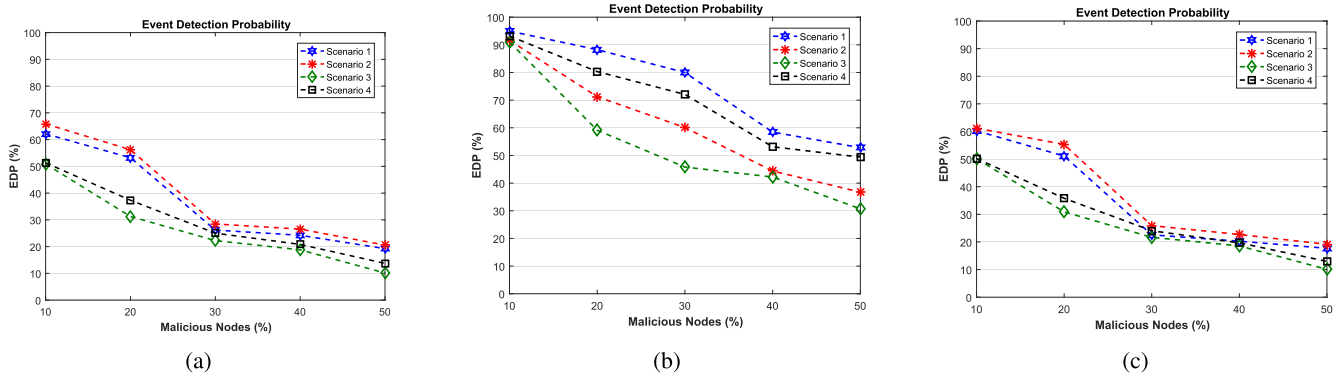 Event Detection Probability
100
90
80
70
60
50
40
30
20
10
0
EDP (%)
10 20 30 40 50
Malicious Nodes (%)
Scenario 1
Scenario 2
Scenario 3
Scenario 4
(a)
Event Detection Probability
100
90
80
70
60
50
40
30
20
10
0
EDP (%)
10 20 30 40 50
Malicious Nodes (%)
Scenario 1
Scenario 2
Scenario 3
Scenario 4
(b)
Event Detection Probability
100
90
80
70
60
50
40
30
20
10
0
EDP (%)
10 20 30 40 50
Malicious Nodes (%)
Scenario 1
Scenario 2
Scenario 3
Scenario 4
(c)